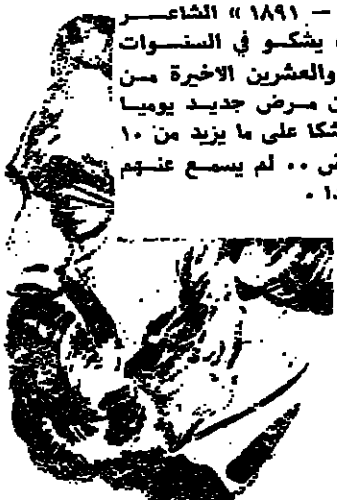 – ١٨٩١ » الشاعر
يشكو في السنوات
والعشرين الاخيرة من
مرض جديد يوميا
شكا على ما يزيد من ١٠
لم يسمع عنهم